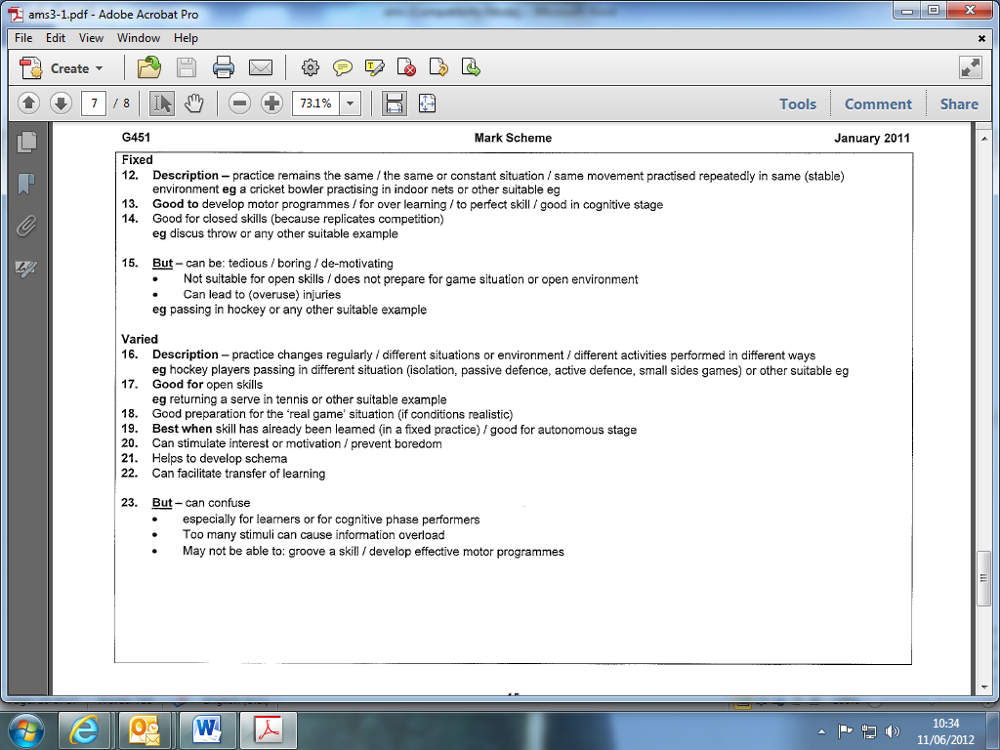 ams3-1.pdf - Adobe Acrobat Pro
File Edit View Window Help
Create
7 / 8 73.1% Tools Comment Share
G451 Mark Scheme January 2011
Fixed
12. Description – practice remains the same / the same or constant situation / same movement practised repeatedly in same (stable)
environment eg a cricket bowler practising in indoor nets or other suitable eg
13. Good to develop motor programmes / for over learning / to perfect skill / good in cognitive stage
14. Good for closed skills (because replicates competition)
eg discus throw or any other suitable example
15. But – can be: tedious / boring / de-motivating
• Not suitable for open skills / does not prepare for game situation or open environment
• Can lead to (overuse) injuries
eg passing in hockey or any other suitable example
Varied
16. Description – practice changes regularly / different situations or environment / different activities performed in different ways
eg hockey players passing in different situation (isolation, passive defence, active defence, small sides games) or other suitable eg
17. Good for open skills
eg returning a serve in tennis or other suitable example
18. Good preparation for the 'real game' situation (if conditions realistic)
19. Best when skill has already been learned (in a fixed practice) / good for autonomous stage
20. Can stimulate interest or motivation / prevent boredom
21. Helps to develop schema
22. Can facilitate transfer of learning
23. But – can confuse
• especially for learners or for cognitive phase performers
• Too many stimuli can cause information overload
• May not be able to: groove a skill / develop effective motor programmes
10:34
11/06/2012